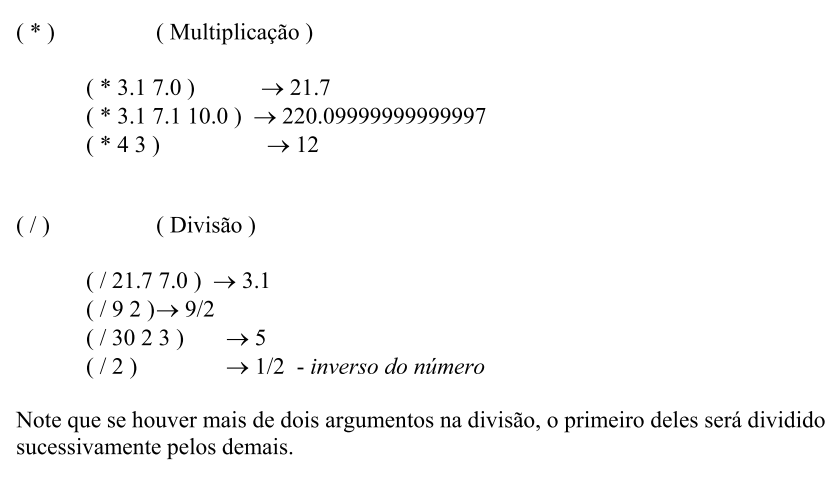 ( * ) ( Multiplicação )
( * 3.1 7.0 ) → 21.7
( * 3.1 7.1 10.0 ) → 220.09999999999997
( * 4 3 ) → 12
( / ) ( Divisão )
( / 21.7 7.0 ) → 3.1
( / 9 2 )→ 9/2
( / 30 2 3 ) → 5
( / 2 ) → 1/2 - inverso do número
Note que se houver mais de dois argumentos na divisão, o primeiro deles será dividido
sucessivamente pelos demais.